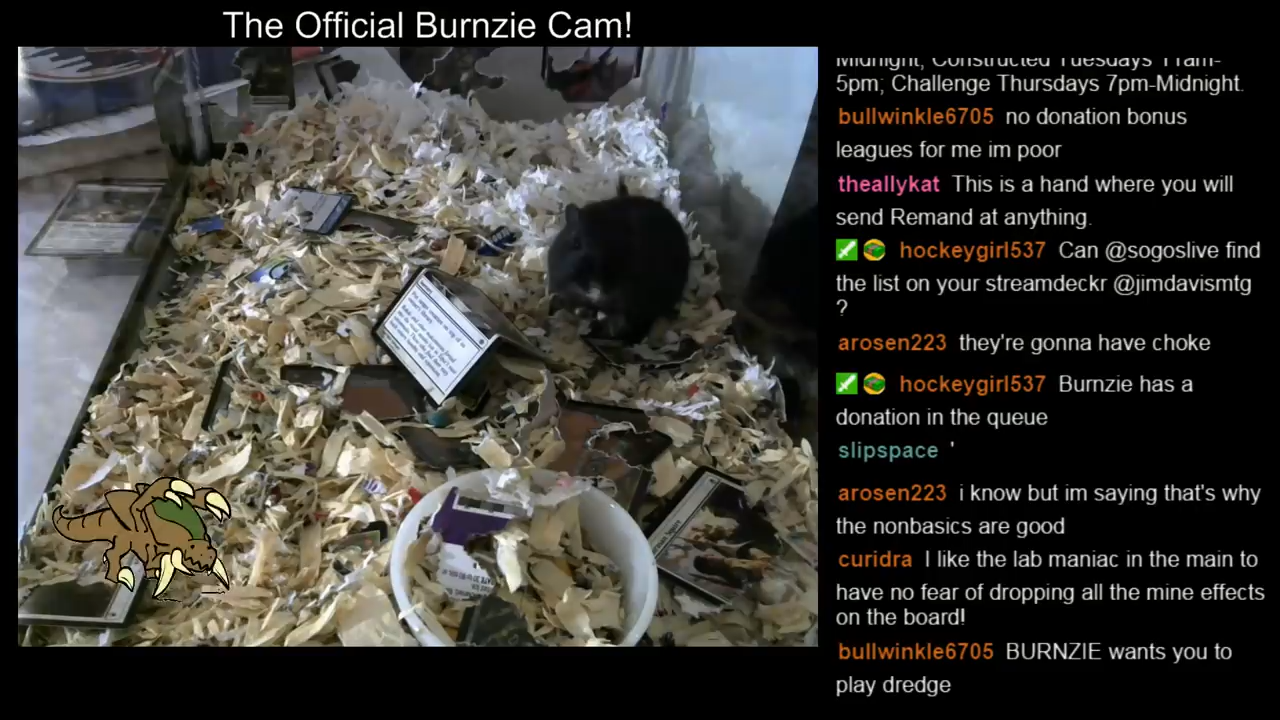 The Official Burnzie Cam!
Midnight; Constructed Tuesdays 11am-
5pm; Challenge Thursdays 7pm-Midnight.
bullwinkle6705 no donation bonus
leagues for me im poor
theallykat This is a hand where you will
send Remand at anything.
hockeygirl537 Can @sogoslive find
the list on your streamdeckr @jimdavismtg
?
arosen223 they're gonna have choke
hockeygirl537 Burnzie has a
donation in the queue
slipspace '
arosen223 i know but im saying that's why
the nonbasics are good
curidra I like the lab maniac in the main to
have no fear of dropping all the mine effects
on the board!
bullwinkle6705 BURNZIE wants you to
play dredge